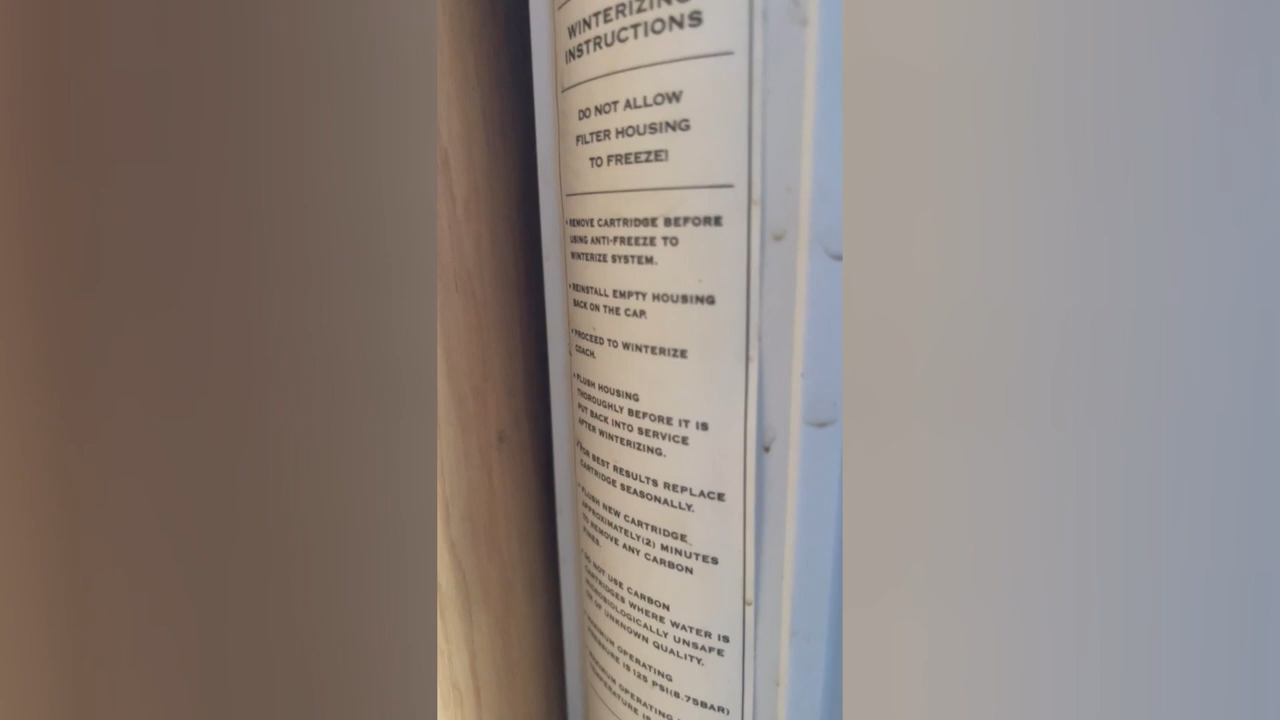 WINTERIZING
INSTRUCTIONS
DO NOT ALLOW
FILTER HOUSING
TO FREEZE!
• REMOVE CARTRIDGE BEFORE
USING ANTI-FREEZE TO
WINTERIZE SYSTEM.
• REINSTALL EMPTY HOUSING
BACK ON THE CAP.
• PROCEED TO WINTERIZE
COACH.
• FLUSH HOUSING
THOROUGHLY BEFORE IT IS
PUT BACK INTO SERVICE
AFTER WINTERIZING.
• FOR BEST RESULTS REPLACE
CARTRIDGE SEASONALLY.
• FLUSH NEW CARTRIDGE
APPROXIMATELY(2) MINUTES
TO REMOVE ANY CARBON
FINES.
• DO NOT USE CARBON
CARTRIDGES WHERE WATER IS
MICROBIOLOGICALLY UNSAFE
OR OF UNKNOWN QUALITY.
OPERATING
PRESSURE IS 125 PSI(8.75BAR)
OPERATING
TEMPERATURE IS